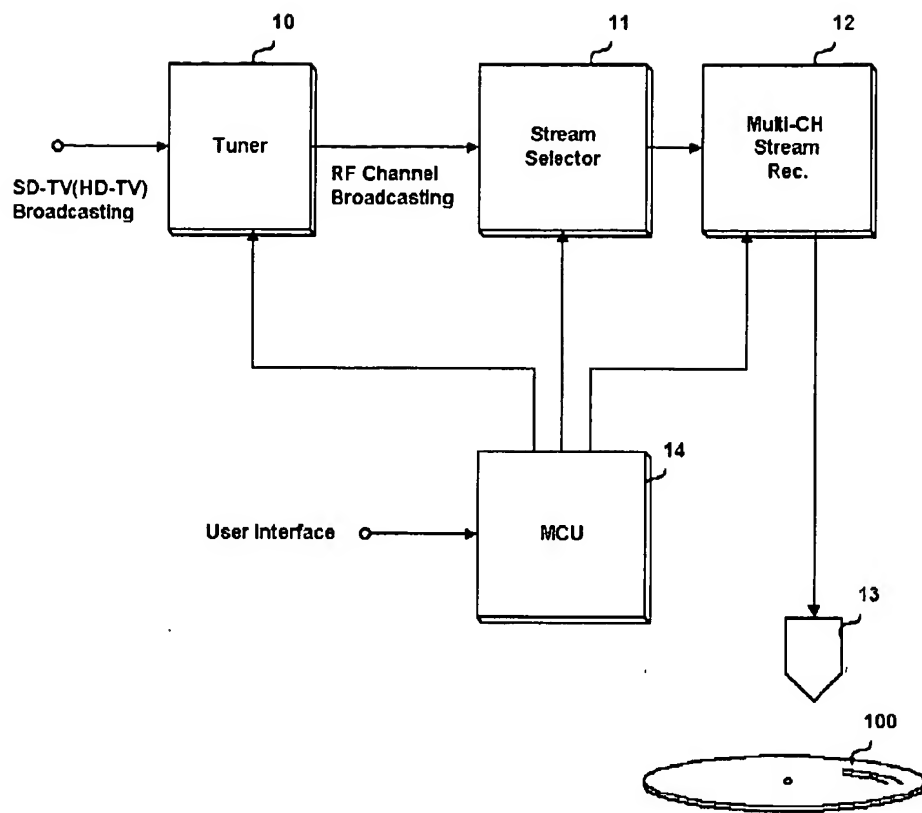 10
11
12
Tuner
Stream
Selector
Multi-CH
Stream
Rec.
SD-TV(HD-TV)
Broadcasting
RF Channel
Broadcasting
14
User Interface
MCU
13
100